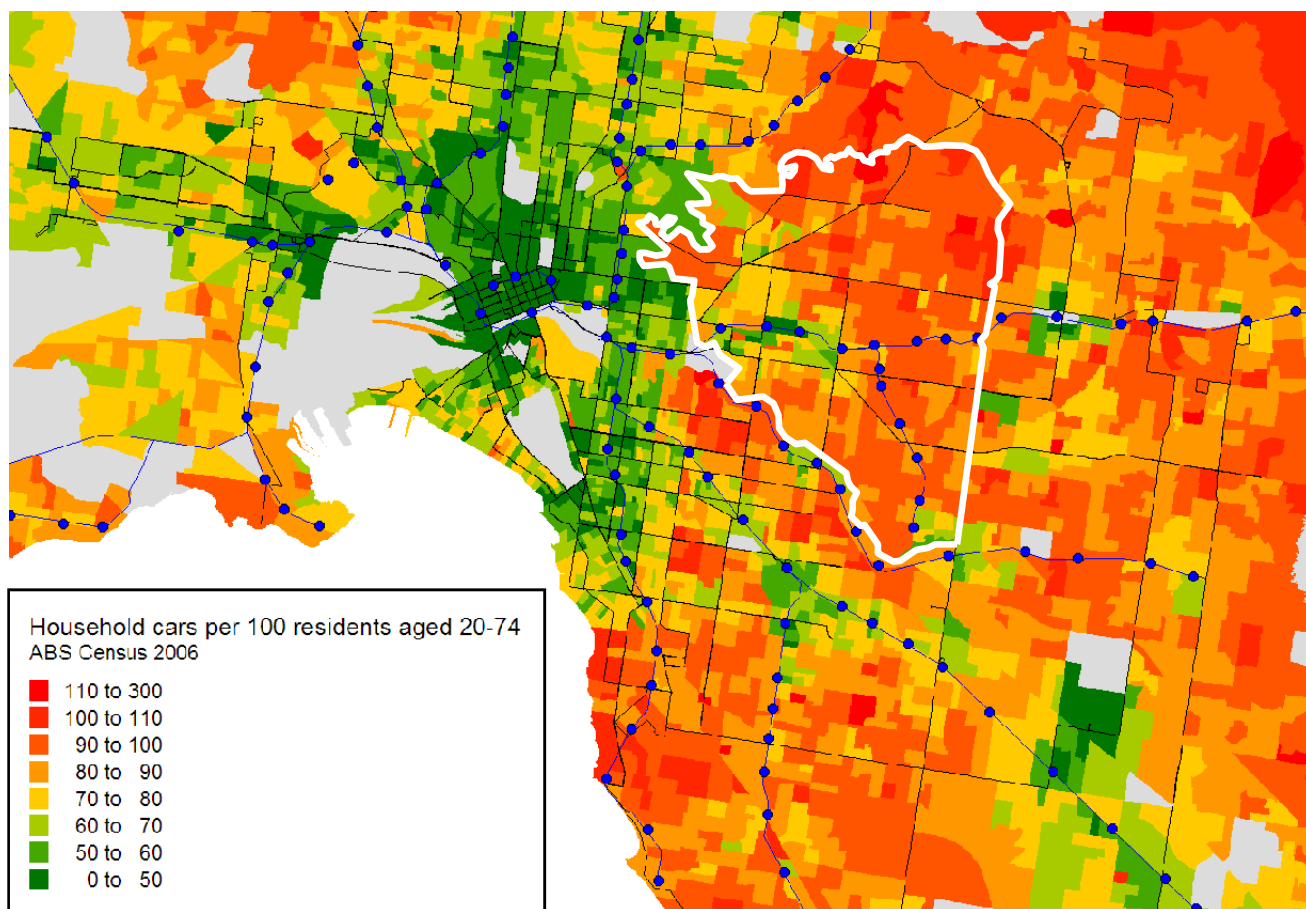 Household cars per 100 residents aged 20-74
ABS Census 2006
110 to 300
100 to 110
90 to 100
80 to 90
70 to 80
60 to 70
50 to 60
0 to 50